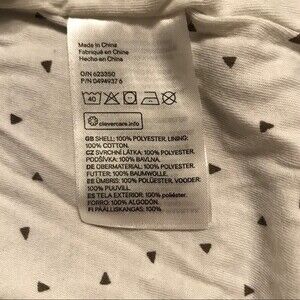 Made in China
Fabriqué en Chine
Hecho en China
O/N 623350
P/N 0494937 6
40
clevercare.info
GB SHELL: 100% POLYESTER, LINING:
100% COTTON.
CZ SVRCHNÍ LÁTKA: 100% POLYESTER,
PODŠÍVKA: 100% BAVLNA.
DE OBERMATERIAL: 100% POLYESTER,
FUTTER: 100% BAUMWOLLE.
EE ÜMBRIS: 100% POLÜESTER, VOODER:
100% PUUVILL.
ES TELA EXTERIOR: 100% poliéster.
FORRO: 100% ALGODÓN.
FI PÄÄLLISKANGAS: 100%